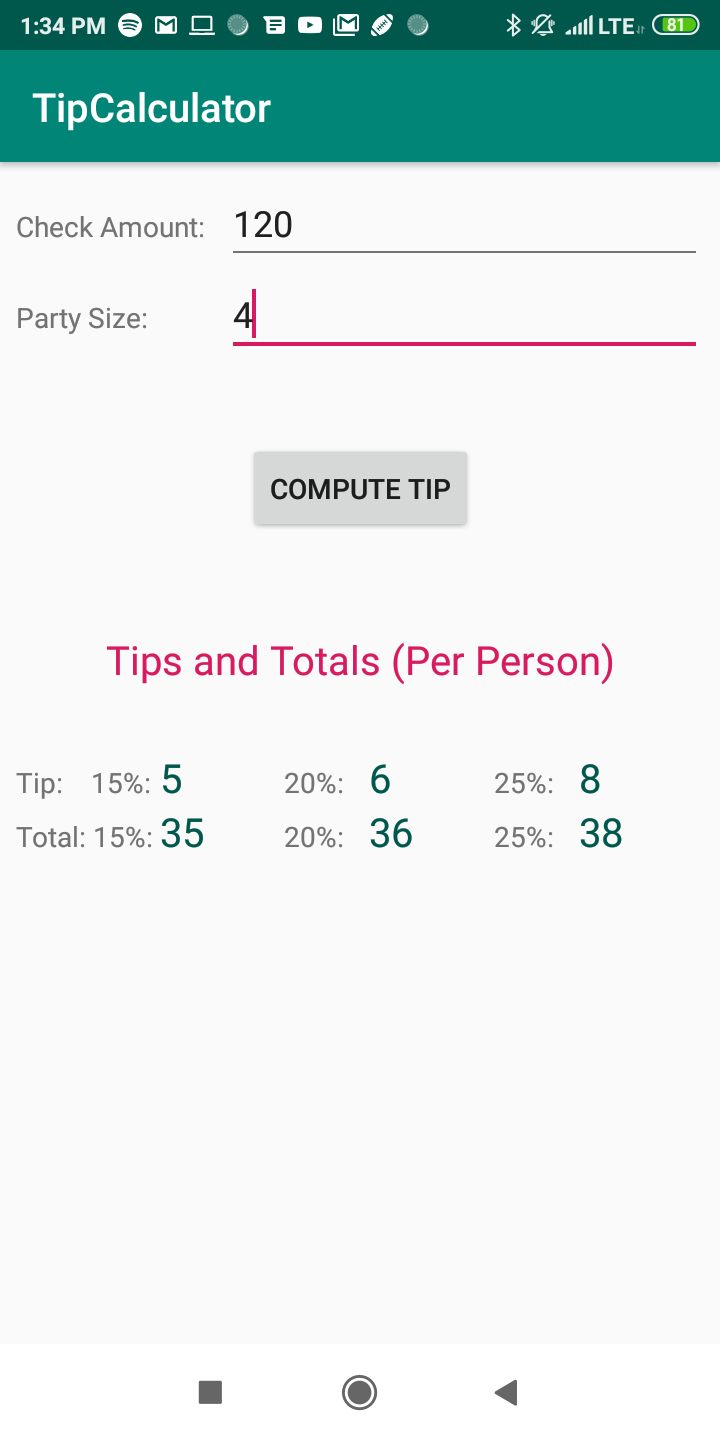 1:34 PM LTE 81
TipCalculator
Check Amount: 120
Party Size: 4
COMPUTE TIP
Tips and Totals (Per Person)
Tip: 15%: 5 20%: 6 25%: 8
Total: 15%: 35 20%: 36 25%: 38